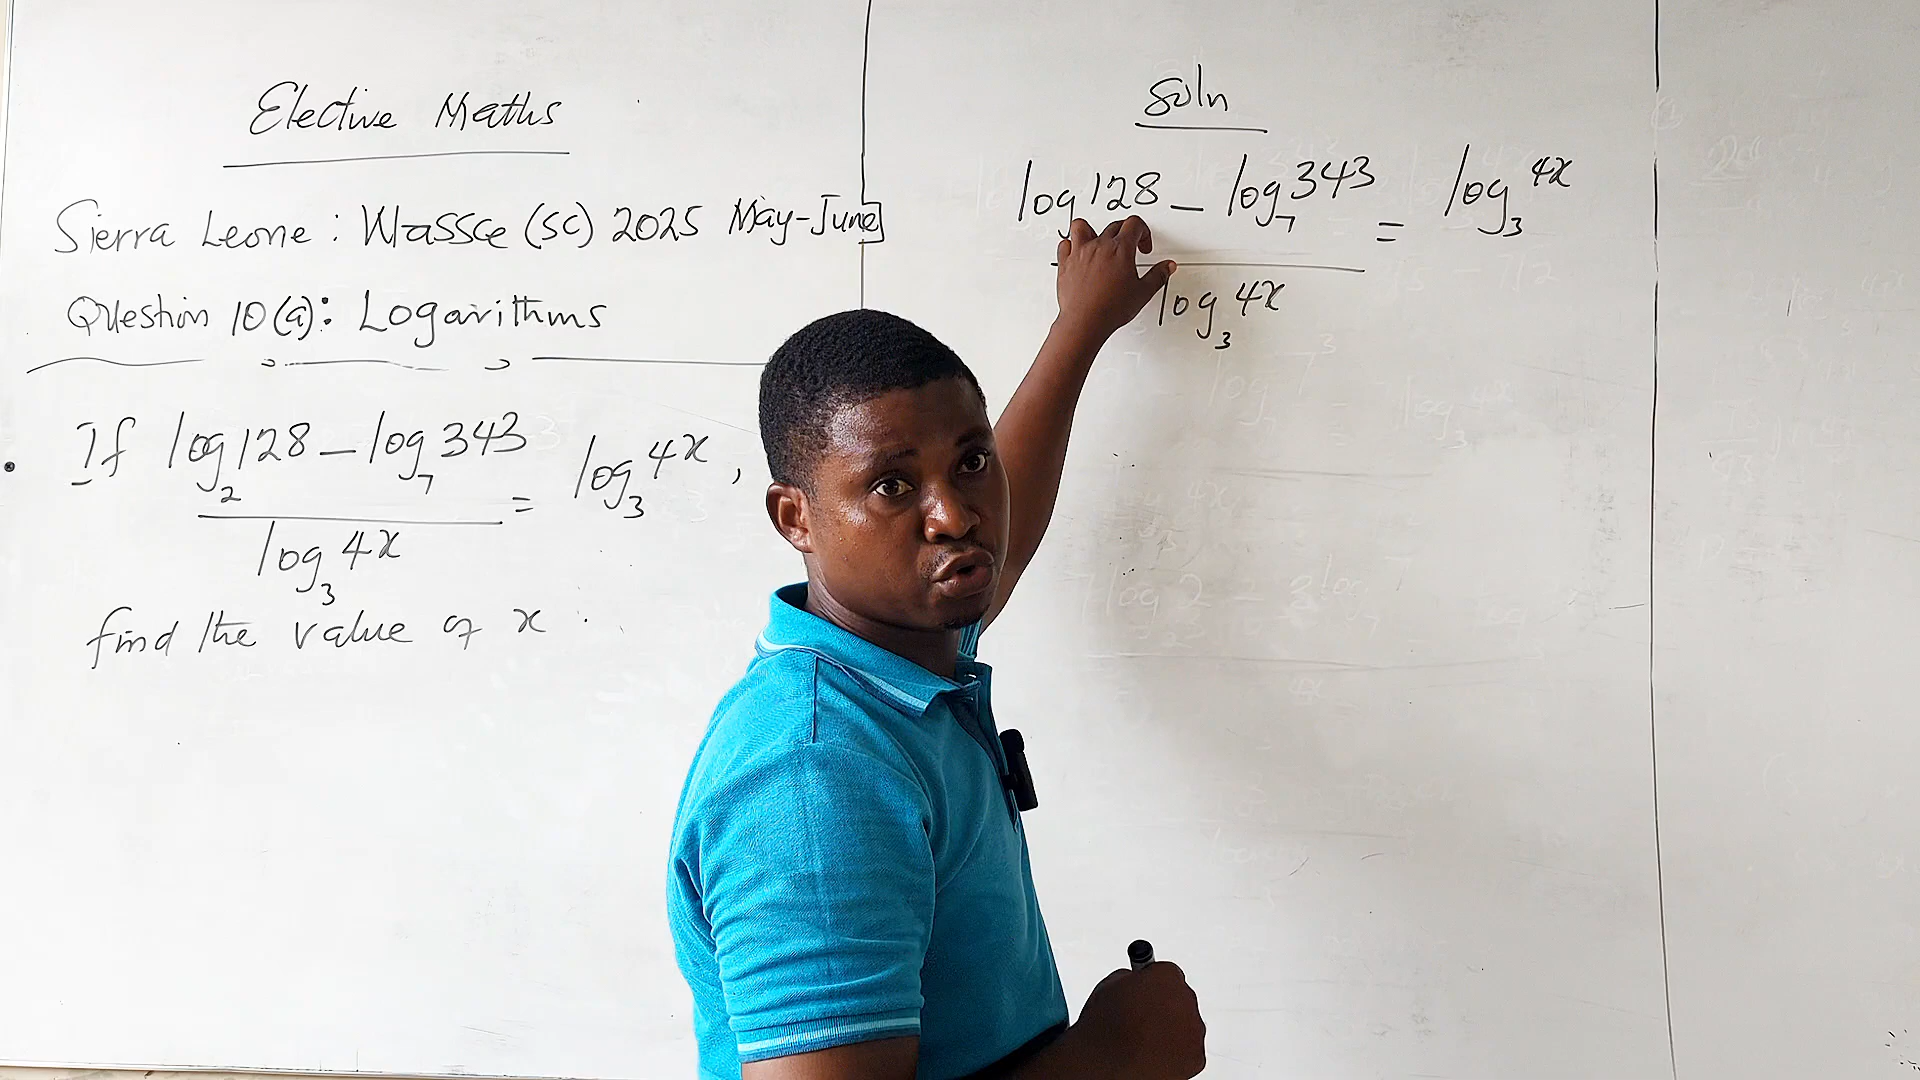 Elective Maths
Sierra Leone: Wassce (SC) 2025 May-June]
Question 10(a): Logarithms
If log₂128 – log₇343 = log₃4x,
log₃4x
find the value of x.
Soln
log128 – log₇343 = log₃4x
log₃4x